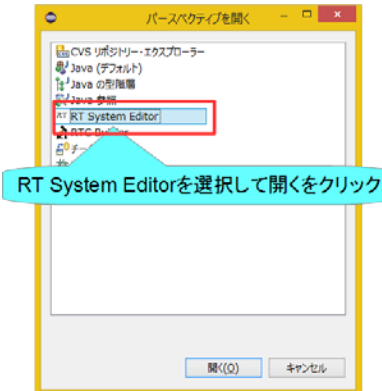 パースペクティブを開く
CVS リポジトリー・エクスプローラー
Java (デフォルト)
Java の型階層
Java 参照
RT System Editor
RTC Builder
RT System Editorを選択して開くをクリック
開く(O)
キャンセル